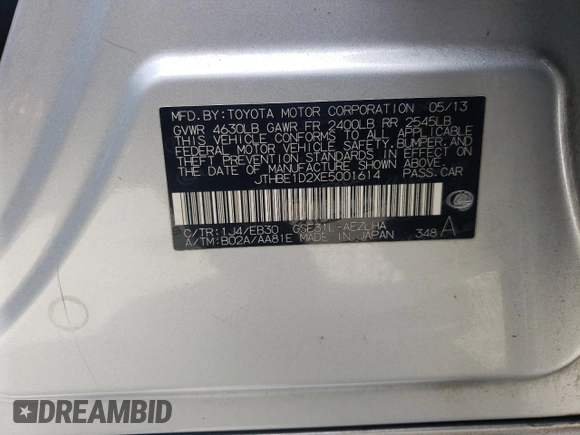 MFD.BY:TOYOTA MOTOR CORPORATION 05/13
GVWR 4630LB GAWR FR 2400LB RR 2545LB
THIS VEHICLE CONFORMS TO ALL APPLICABLE
FEDERAL MOTOR VEHICLE SAFETY,BUMPER,AND
THEFT PREVENTION STANDARDS IN EFFECT ON
THE DATE OF MANUFACTURE SHOWN ABOVE.
JTHBE1D2XE5001614 PASS.CAR
C/TR:1J4/EB30 GSE31L-AEZLHA
A/TM:B02A/AA81E MADE IN JAPAN 348 A
DREAMBID